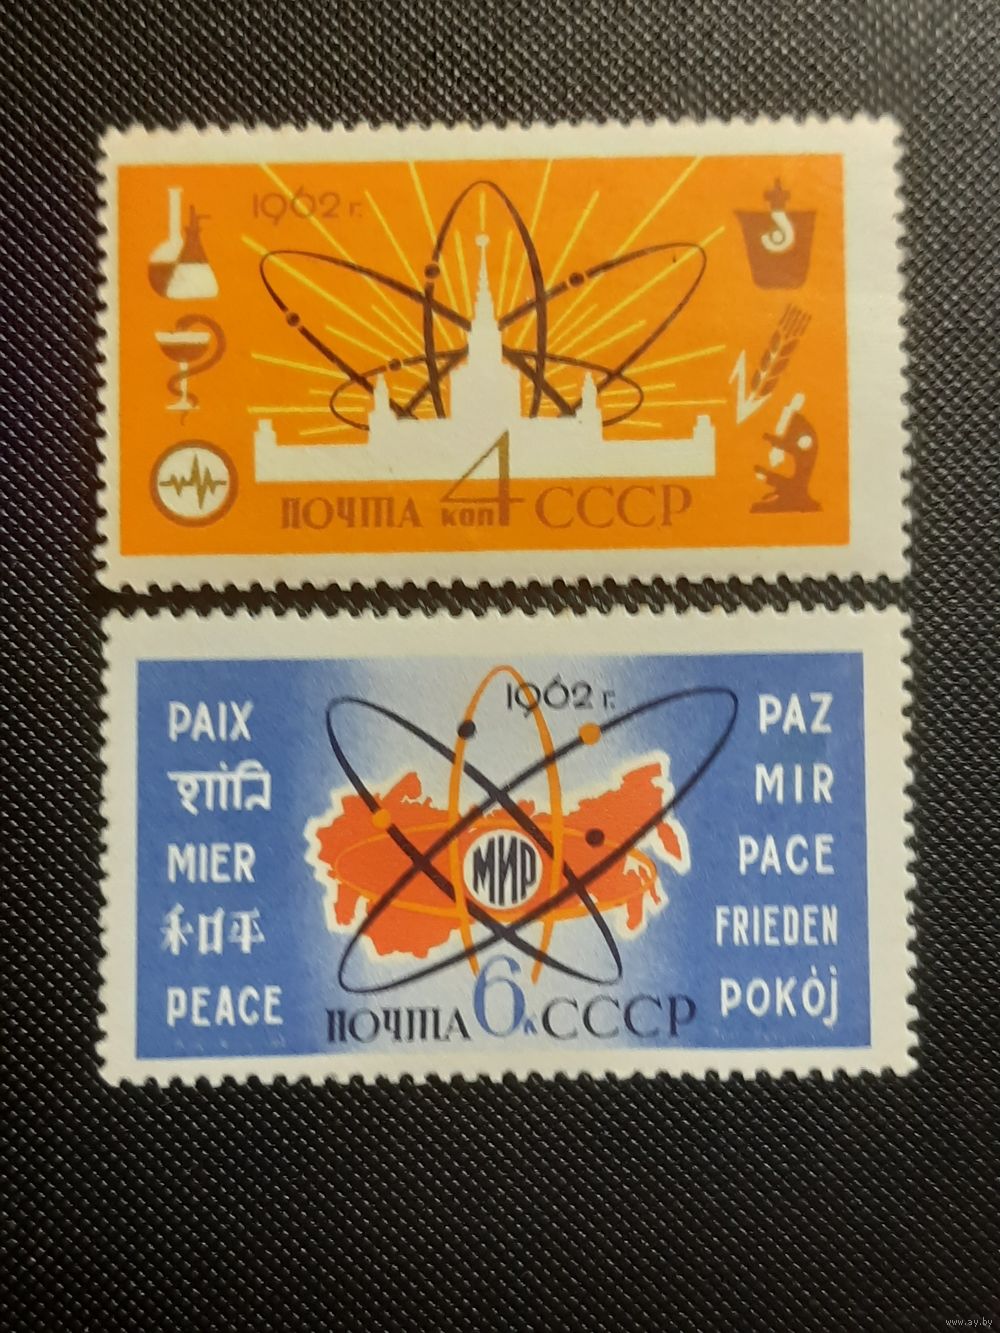 1962 г.
ПОЧТА 4 коп СССР
1962 г.
PAIX
शांति
MIER
和平
PEACE
МИР
PAZ
MIR
PACE
FRIEDEN
POKÓJ
ПОЧТА 6 к СССР
www.ay.by